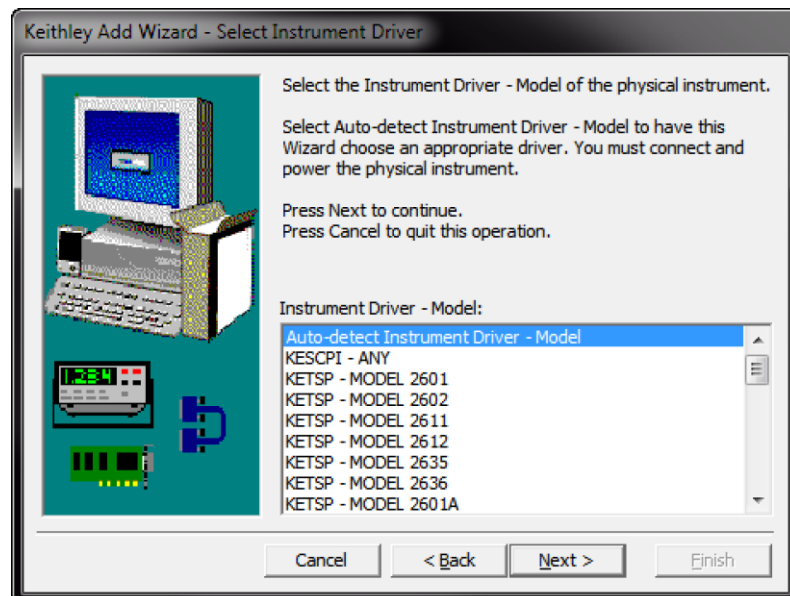 Keithley Add Wizard - Select Instrument Driver
Select the Instrument Driver - Model of the physical instrument.
Select Auto-detect Instrument Driver - Model to have this
Wizard choose an appropriate driver. You must connect and
power the physical instrument.
Press Next to continue.
Press Cancel to quit this operation.
Instrument Driver - Model:
Auto-detect Instrument Driver - Model
KESCPI - ANY
KETSP - MODEL 2601
KETSP - MODEL 2602
KETSP - MODEL 2611
KETSP - MODEL 2612
KETSP - MODEL 2635
KETSP - MODEL 2636
KETSP - MODEL 2601A
1.234
Cancel
< Back
Next >
Finish